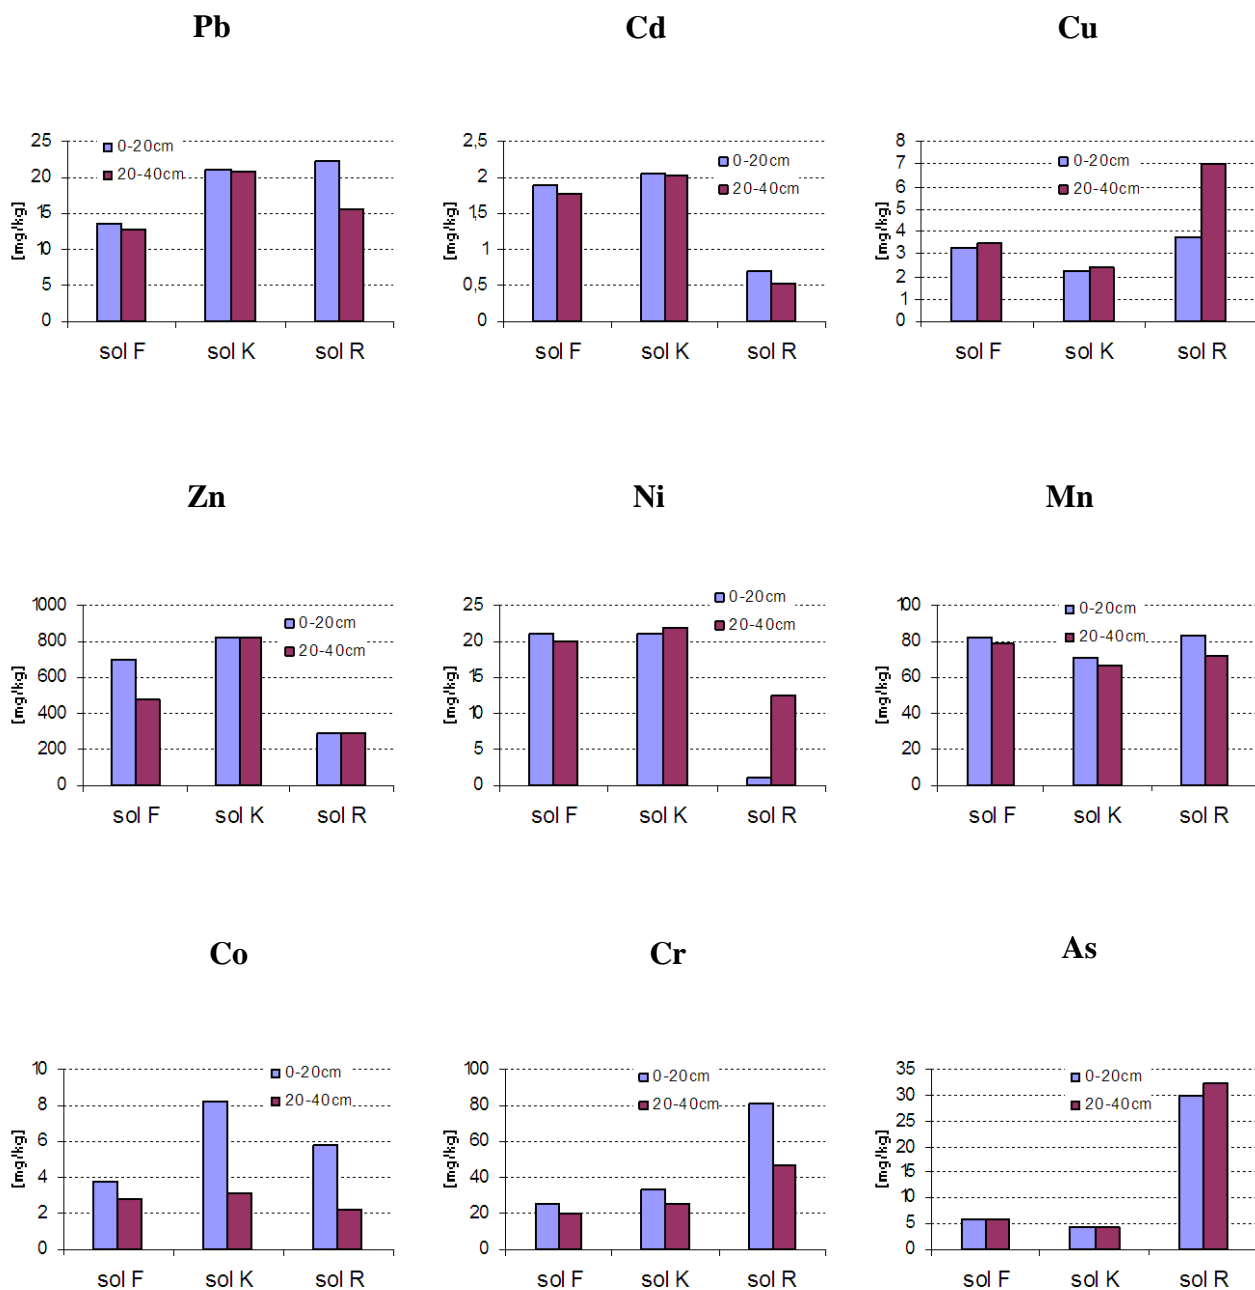 Pb
25
20
15
10
5
0
[mg/kg]
0-20cm
20-40cm
sol F sol K sol R
Cd
2,5
2
1,5
1
0,5
0
[mg/kg]
0-20cm
20-40cm
sol F sol K sol R
Cu
8
7
6
5
4
3
2
1
0
[mg/kg]
0-20cm
20-40cm
sol F sol K sol R
Zn
1000
800
600
400
200
0
[mg/kg]
0-20cm
20-40cm
sol F sol K sol R
Ni
25
20
15
10
5
0
[mg/kg]
0-20cm
20-40cm
sol F sol K sol R
Mn
100
80
60
40
20
0
[mg/kg]
0-20cm
20-40cm
sol F sol K sol R
Co
10
8
6
4
2
0
[mg/kg]
0-20cm
20-40cm
sol F sol K sol R
Cr
100
80
60
40
20
0
[mg/kg]
0-20cm
20-40cm
sol F sol K sol R
As
35
30
25
20
15
10
5
0
[mg/kg]
0-20cm
20-40cm
sol F sol K sol R